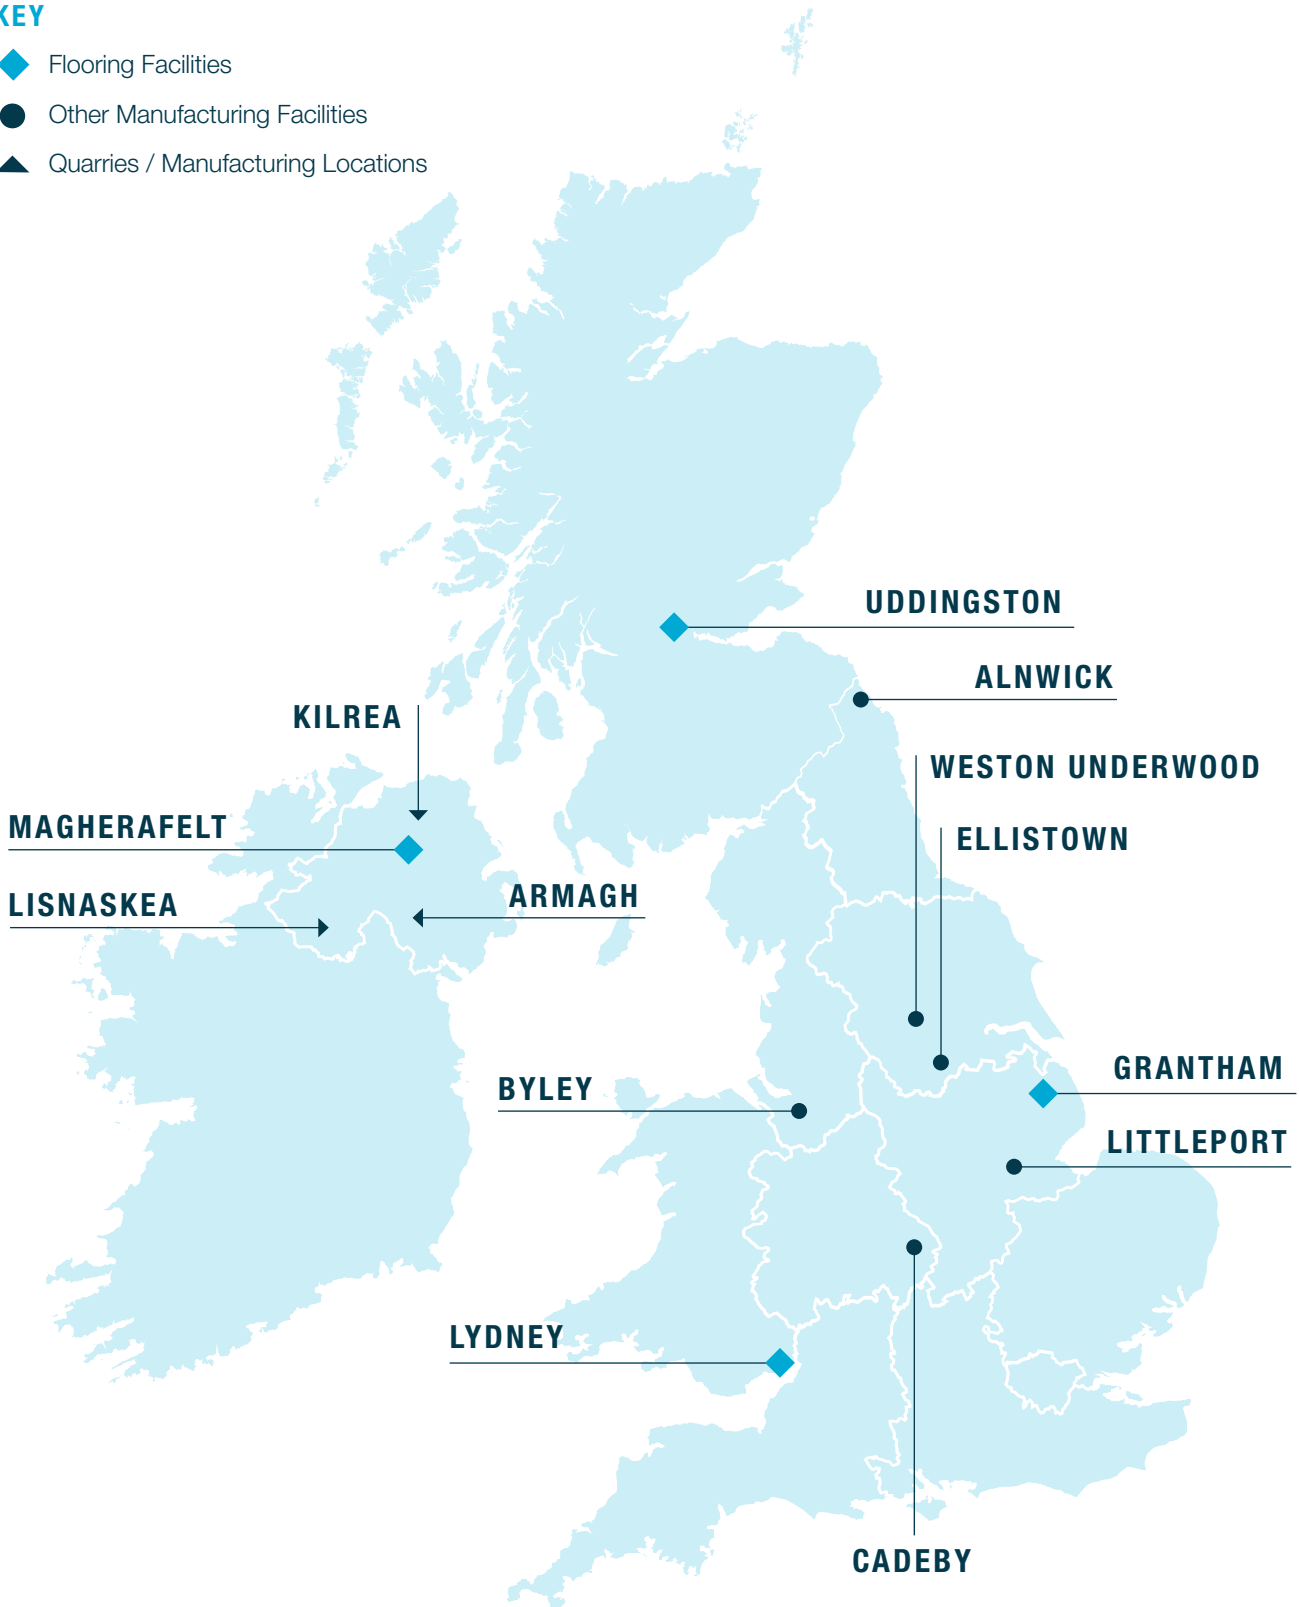 KEY
Flooring Facilities
Other Manufacturing Facilities
Quarries / Manufacturing Locations
UDDINGSTON
ALNWICK
KILREA
WESTON UNDERWOOD
MAGHERAFELT
ELLISTOWN
ARMAGH
LISNASKEA
GRANTHAM
BYLEY
LITTLEPORT
LYDNEY
CADEBY